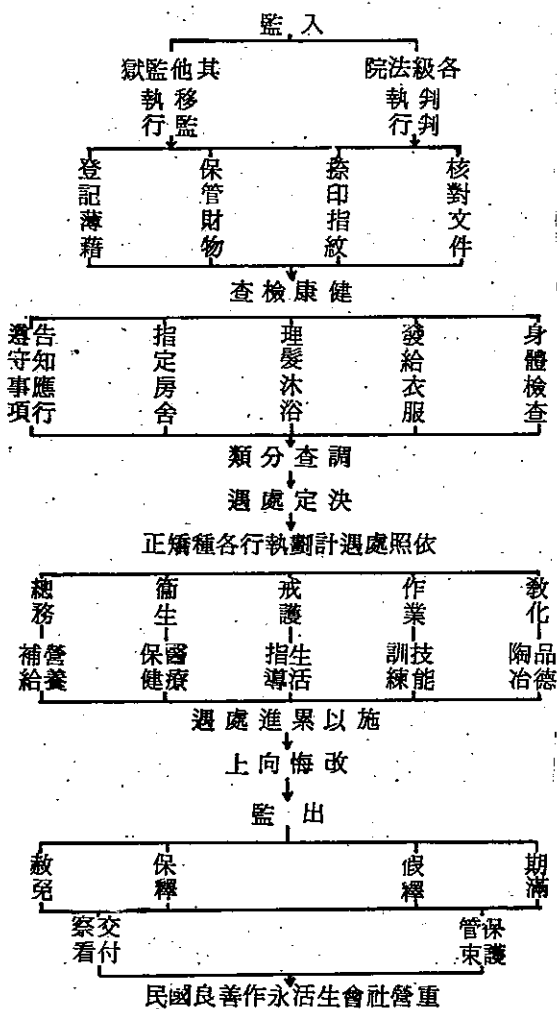 入監
各級法院
判判
執行
其他監獄
移監
執行
核對文件
捺印指紋
保管財物
登記薄藉
健康檢查
身體檢查
發給衣服
理髮沐浴
指定房舍
告知應行
遵守事項
調查分類
決定處遇
依照處遇計劃執行各種矯正
教化
作業
戒護
衞生
總務
品德
陶冶
技能
訓練
生活
指導
醫療
保健
營養
補給
施以累進處遇
改悔向上
出監
期滿
假釋
保釋
赦免
保護
管束
交付
察看
重營社會生活永作善良國民